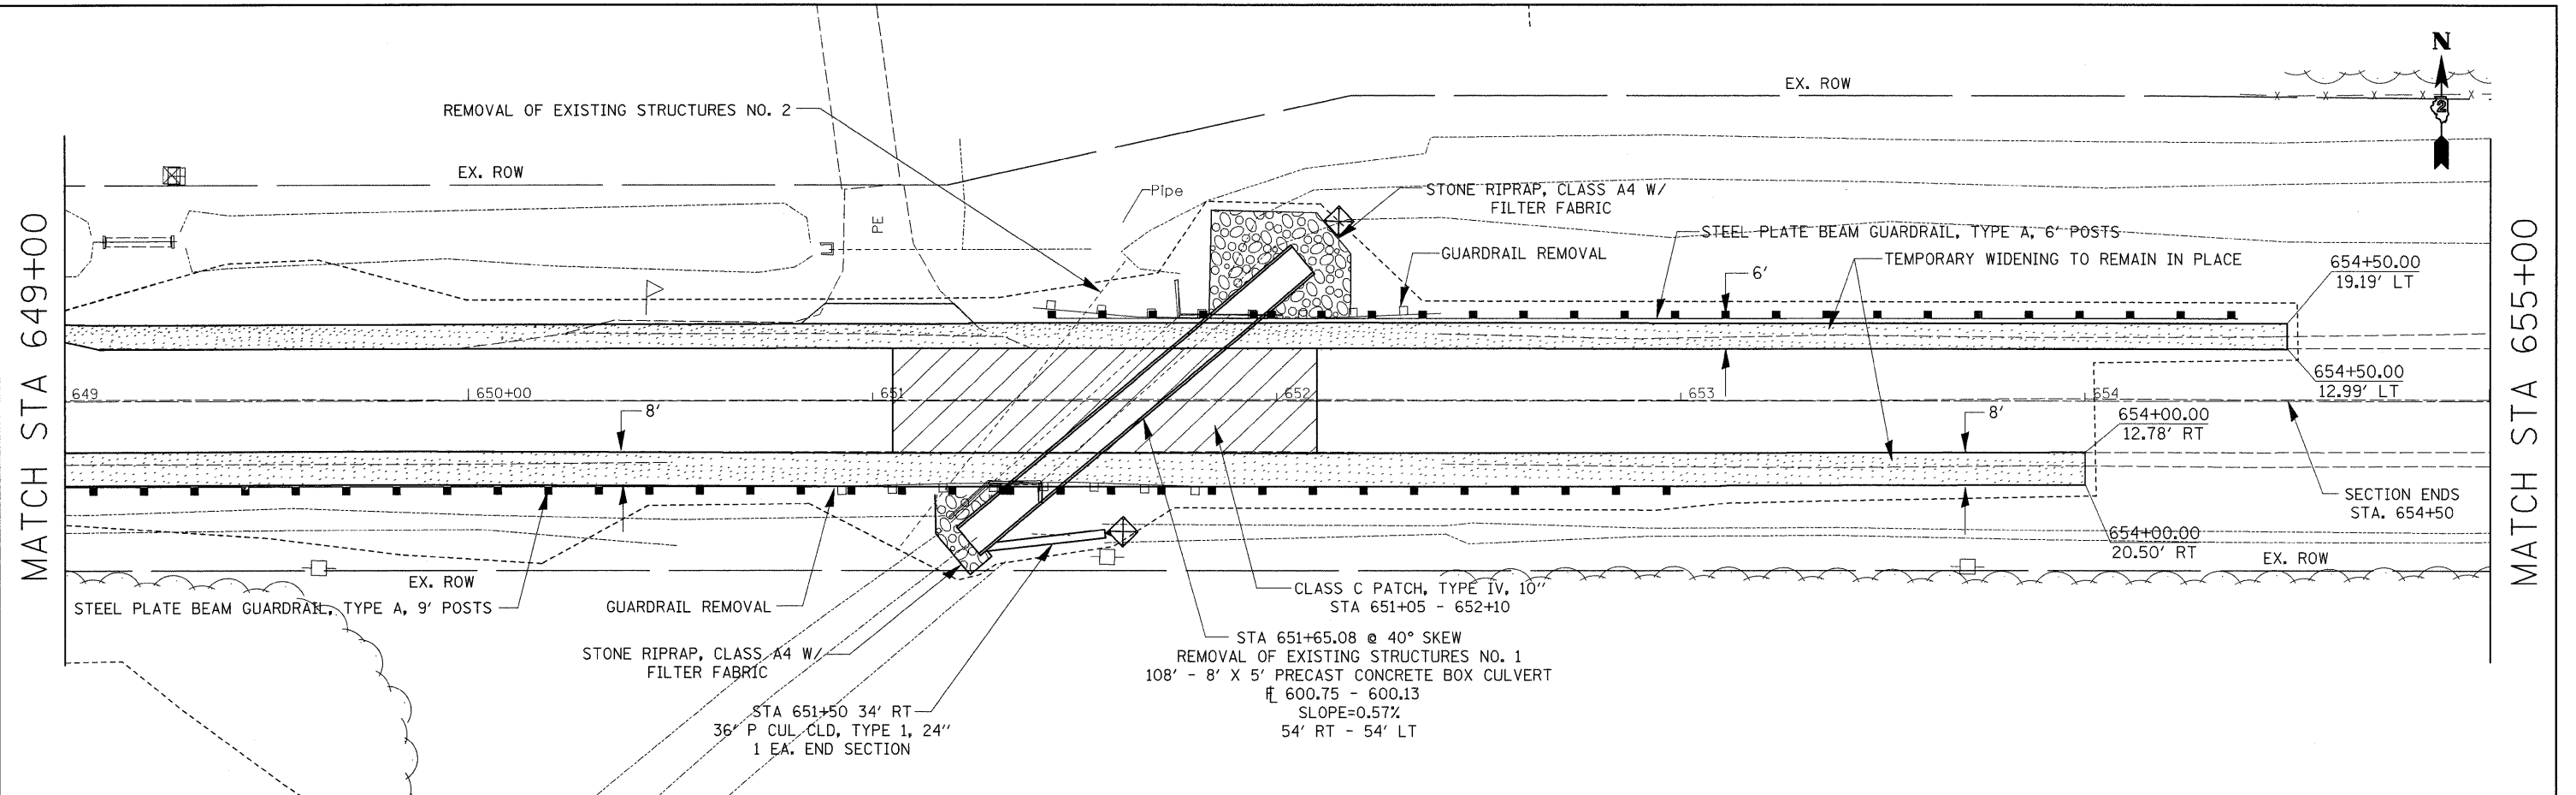 MATCH STA 649+00
REMOVAL OF EXISTING STRUCTURES NO. 2
EX. ROW
EX. ROW
N
2
Pipe
PE
STONE RIPRAP, CLASS A4 W/
FILTER FABRIC
GUARDRAIL REMOVAL
STEEL PLATE BEAM GUARDRAIL, TYPE A, 6' POSTS
TEMPORARY WIDENING TO REMAIN IN PLACE
6'
654+50.00
19.19' LT
654+50.00
12.99' LT
649
650+00
651
652
653
654
8'
8'
654+00.00
12.78' RT
SECTION ENDS
STA. 654+50
654+00.00
20.50' RT
EX. ROW
EX. ROW
STEEL PLATE BEAM GUARDRAIL, TYPE A, 9' POSTS
GUARDRAIL REMOVAL
STONE RIPRAP, CLASS A4 W/
FILTER FABRIC
STA 651+50 34' RT
36' P CUL CLD, TYPE 1, 24"
1 EA. END SECTION
CLASS C PATCH, TYPE IV, 10"
STA 651+05 - 652+10
STA 651+65.08 @ 40° SKEW
REMOVAL OF EXISTING STRUCTURES NO. 1
108' - 8' X 5' PRECAST CONCRETE BOX CULVERT
FL 600.75 - 600.13
SLOPE=0.57%
54' RT - 54' LT
MATCH STA 655+00